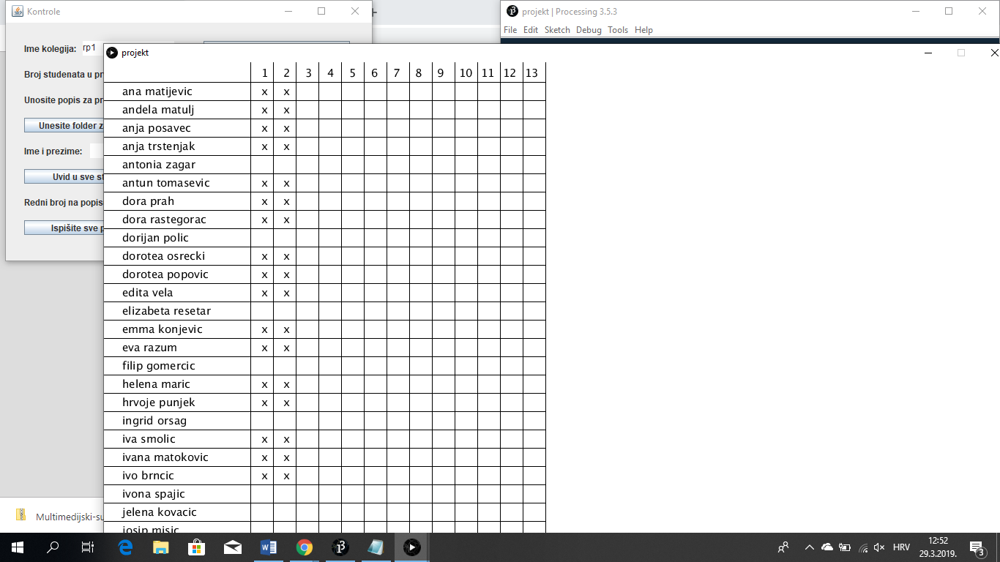 Kontrole
Ime kolegija: rp1
Broj studenata u
Unosite popis za
Unesite folder
Ime i prezime:
Uvid u sve
Redni broj na
Ispišite sve
projekt | Processing 3.5.3
File Edit Sketch Debug Tools Help
projekt
1 2 3 4 5 6 7 8 9 10 11 12 13
ana matijevic x x
andela matulj x x
anja posavec x x
anja trstenjak x x
antonia zagar
antun tomasevic x x
dora prah x x
dora rastegorac x x
dorijan polic
dorotea osrecki x x
dorotea popovic x x
edita vela x x
elizabeta resetar
emma konjevic x x
eva razum x x
filip gomercic
helena maric x x
hrvoje punjek x x
ingrid orsag
iva smolic x x
ivana matokovic x x
ivo brncic x x
ivona spajic
jelena kovacic
josip misic
Multimedijski-su
HRV
12:52
29.3.2019.
3